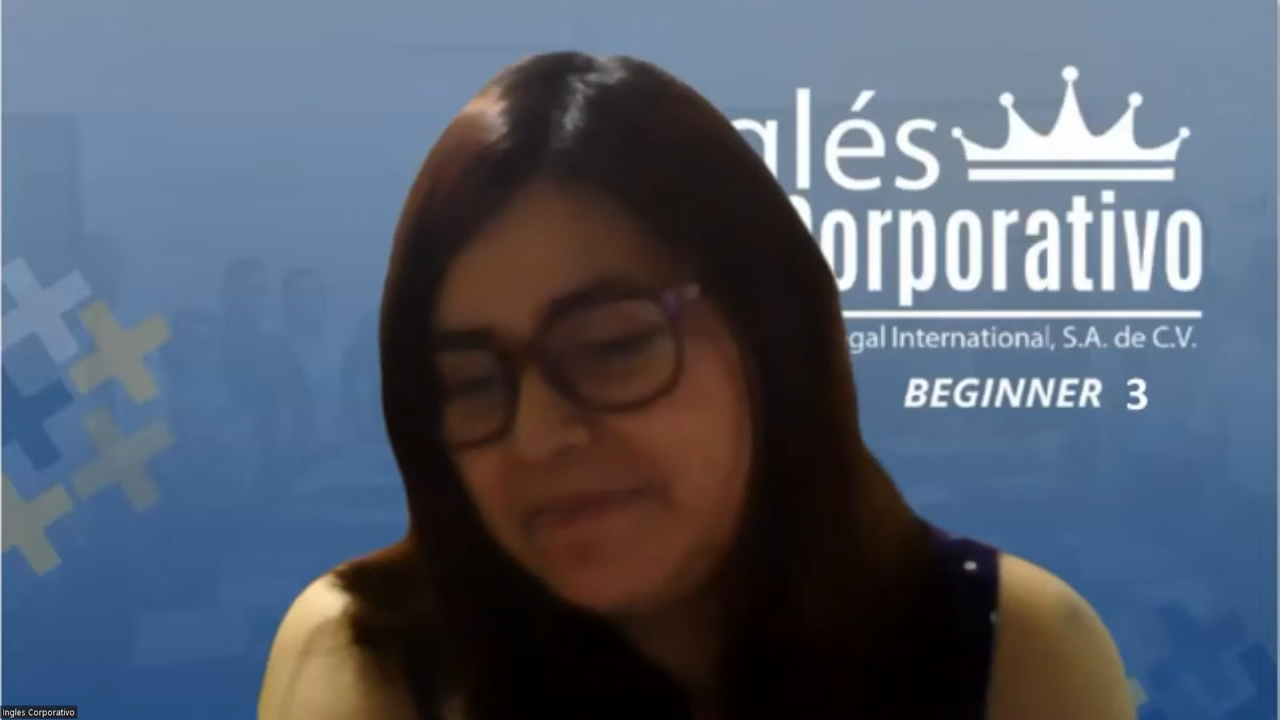 glés
orporativo
gal International, S.A. de C.V.
BEGINNER 3
Ingles Corporativo